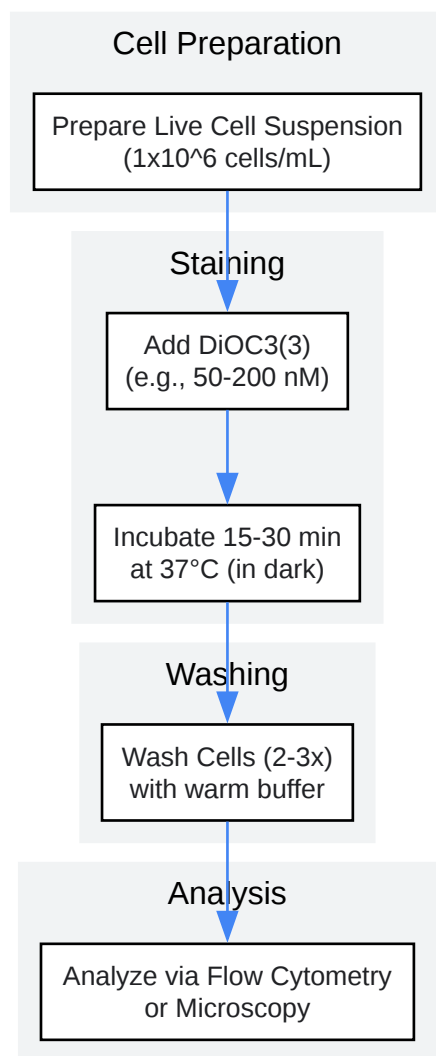 Cell Preparation
Prepare Live Cell Suspension
(1x10^6 cells/mL)
Staining
Add DiOC3(3)
(e.g., 50-200 nM)
Incubate 15-30 min
at 37°C (in dark)
Washing
Wash Cells (2-3x)
with warm buffer
Analysis
Analyze via Flow Cytometry
or Microscopy